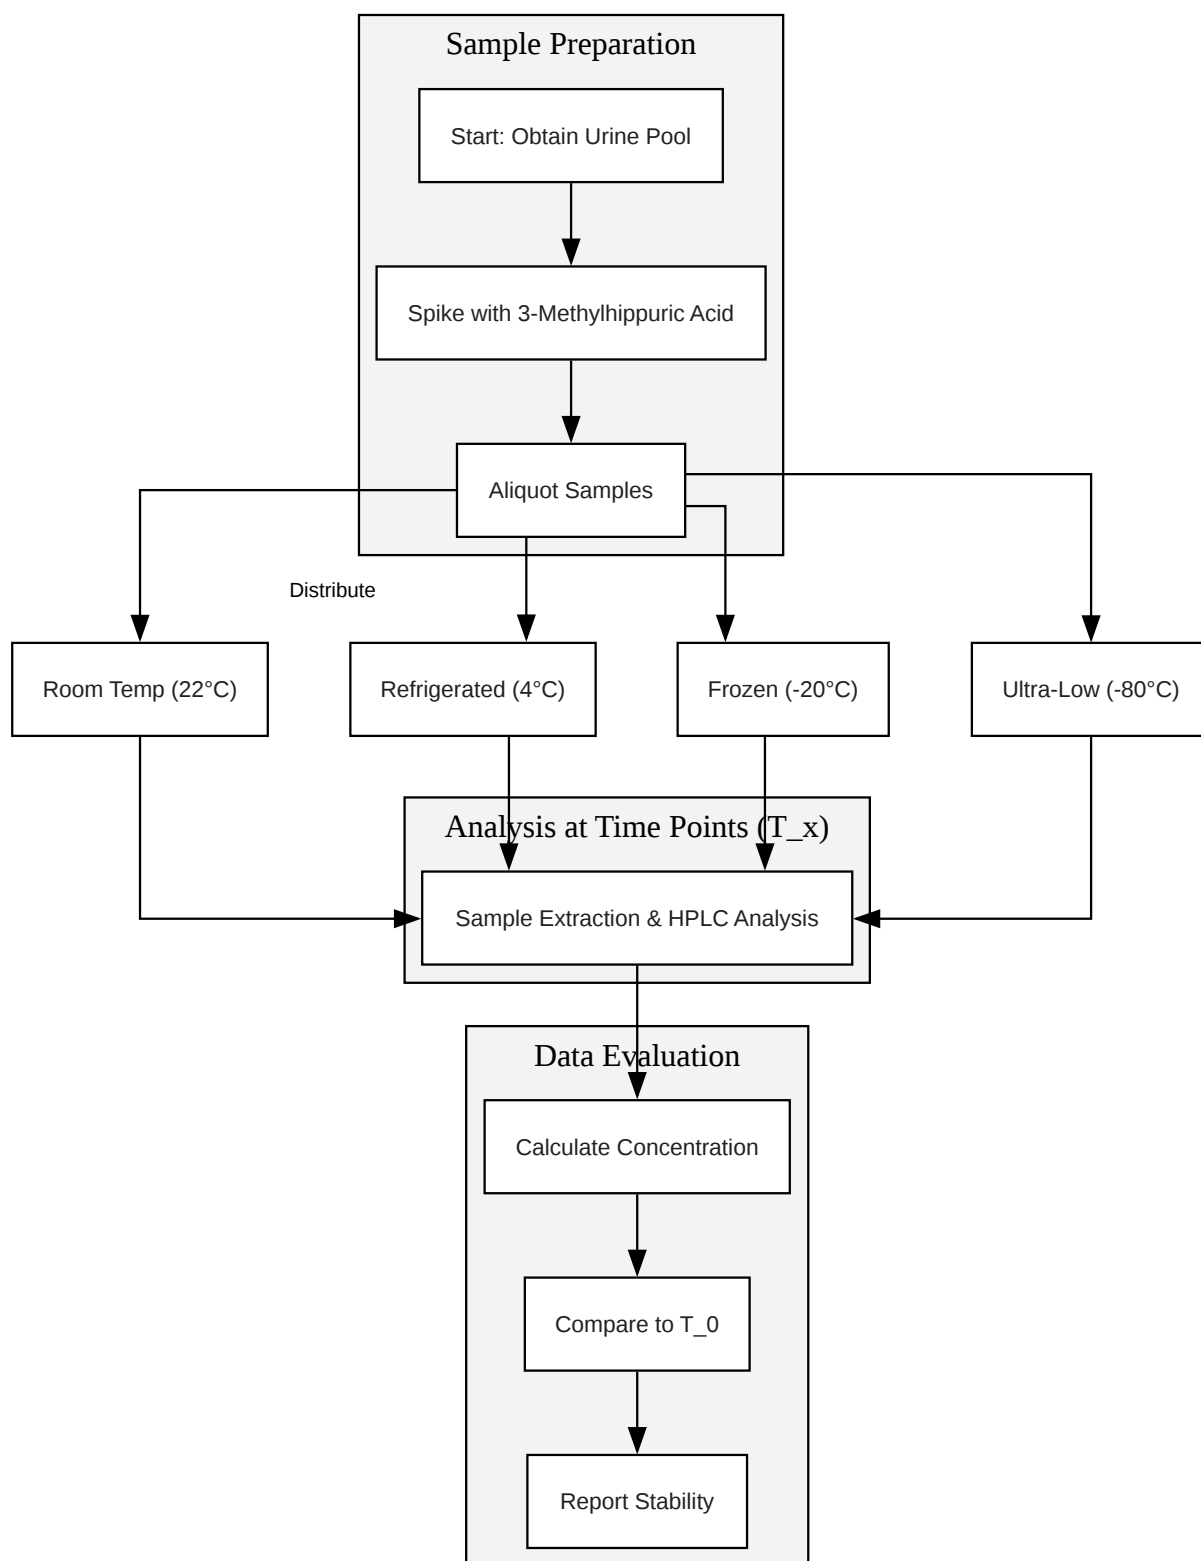 Sample Preparation
Start: Obtain Urine Pool
Spike with 3-Methylhippuric Acid
Aliquot Samples
Distribute
Room Temp (22°C)
Refrigerated (4°C)
Frozen (-20°C)
Ultra-Low (-80°C)
Analysis at Time Points (T_x)
Sample Extraction & HPLC Analysis
Data Evaluation
Calculate Concentration
Compare to T_0
Report Stability